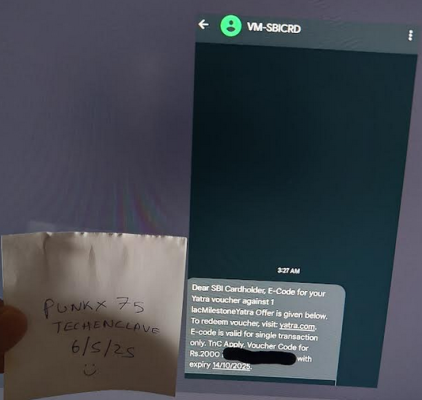 VM-SBICRD
3:27 AM
Dear SBI Cardholder, E-Code for your
Yatra voucher against 1
lacMilestoneYatra Offer is given below.
To redeem voucher, visit: yatra.com.
E-code is valid for single transaction
only. TnC Apply. Voucher Code for
Rs.2000 with
expiry 14/10/2025.
PUNKX 75
TECHENCLAVE
6/5/25